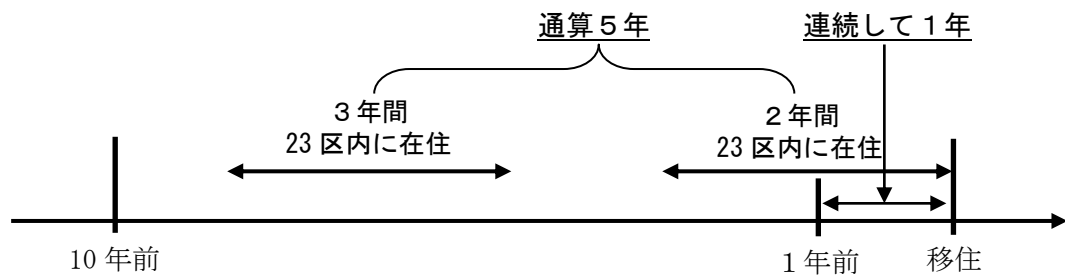 通算５年
連続して１年
３年間
23 区内に在住
２年間
23 区内に在住
10 年前
１年前
移住